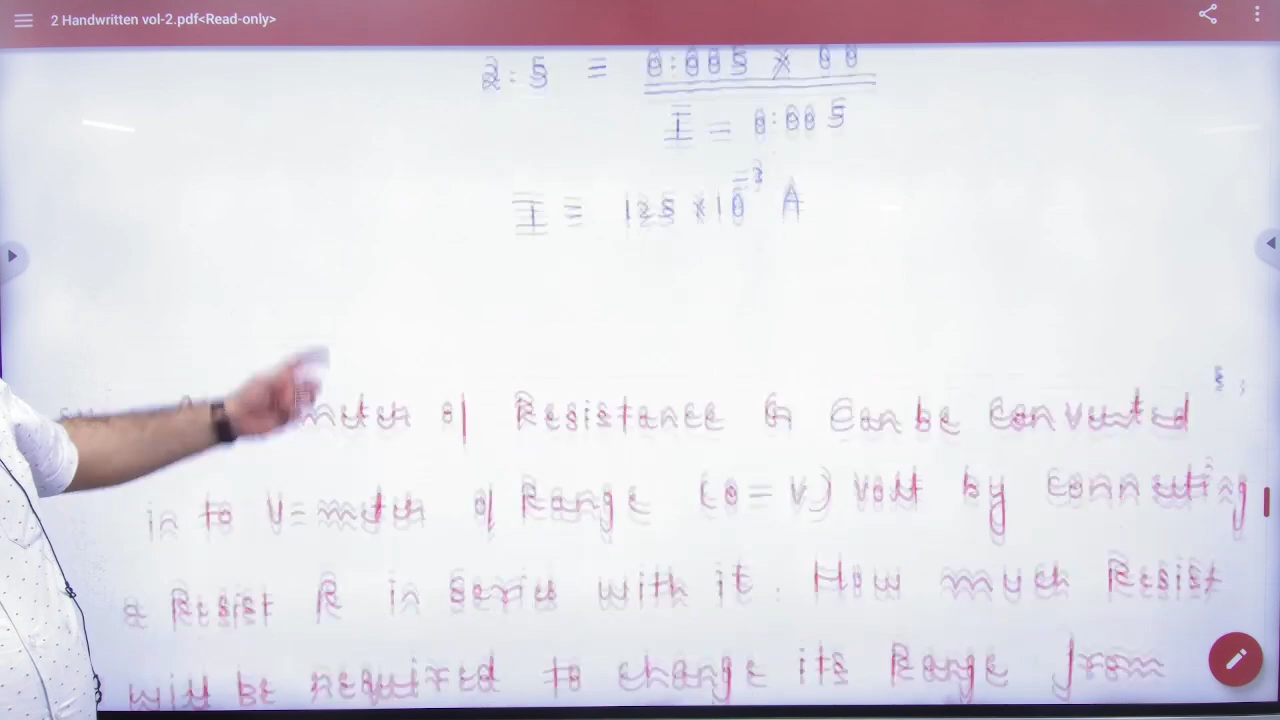 2 Handwritten vol-2.pdf<Read-only>
2.5 = 0.005 ×
I = 0.005
I = 125 × 10⁻³ A
meter of Resistance G Can be Converted
in to V-meter of Range (0-V) Volt by Connecting
a Resist R in Series with it. How much Resist
will be required to change its Range from